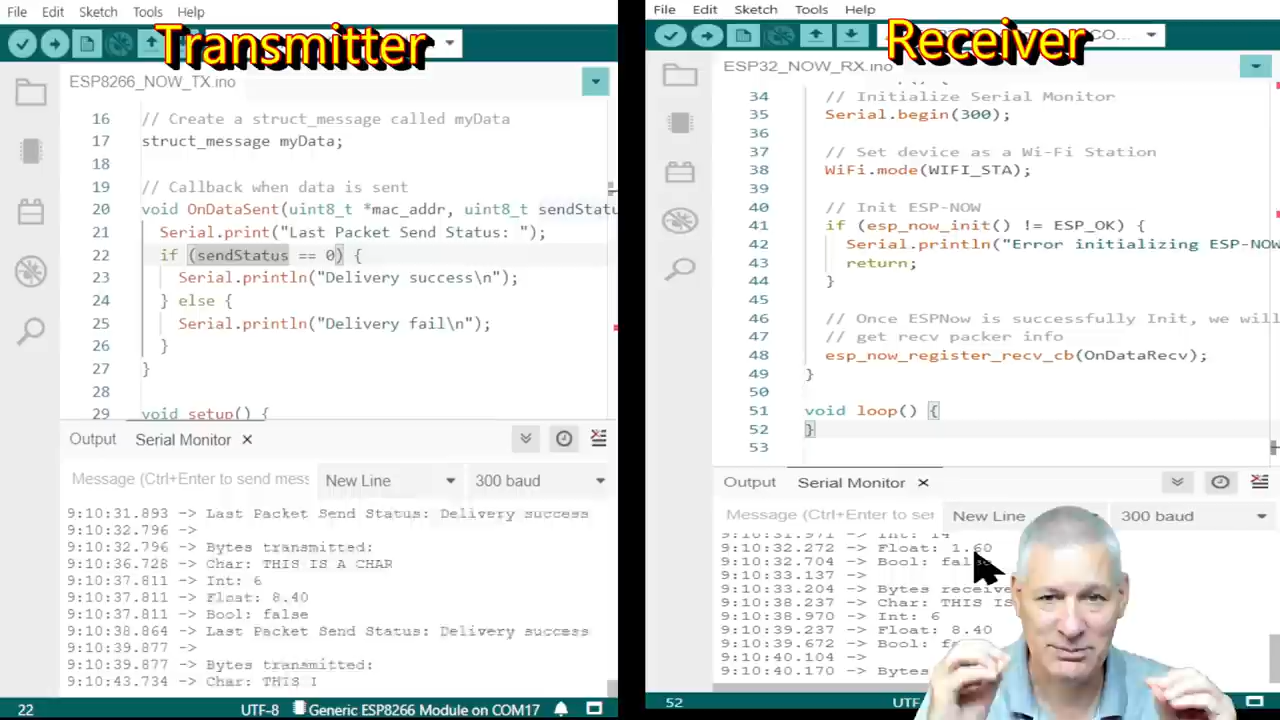 File Edit Sketch Tools Help
Transmitter
ESP8266_NOW_TX.ino
16 // Create a struct_message called myData
17 struct_message myData;
18
19 // Callback when data is sent
20 void OnDataSent(uint8_t *mac_addr, uint8_t sendStatu
21 Serial.print("Last Packet Send Status: ");
22 if (sendStatus == 0) {
23 Serial.println("Delivery success\n");
24 } else {
25 Serial.println("Delivery fail\n");
26 }
27 }
28
29 void setup() {
Output Serial Monitor ×
Message (Ctrl+Enter to send mess New Line 300 baud
9:10:31.893 -> Last Packet Send Status: Delivery success
9:10:32.796 ->
9:10:32.796 -> Bytes transmitted:
9:10:36.728 -> Char: THIS IS A CHAR
9:10:37.811 -> Int: 6
9:10:37.811 -> Float: 8.40
9:10:37.811 -> Bool: false
9:10:38.864 -> Last Packet Send Status: Delivery success
9:10:39.877 ->
9:10:39.877 -> Bytes transmitted:
9:10:43.734 -> Char: THIS I
22 UTF-8 Generic ESP8266 Module on COM17
File Edit Sketch Tools Help
Receiver
CO...
ESP32_NOW_RX.ino
34 // Initialize Serial Monitor
35 Serial.begin(300);
36
37 // Set device as a Wi-Fi Station
38 WiFi.mode(WIFI_STA);
39
40 // Init ESP-NOW
41 if (esp_now_init() != ESP_OK) {
42 Serial.println("Error initializing ESP-NOW
43 return;
44 }
45
46 // Once ESPNow is successfully Init, we will
47 // get recv packer info
48 esp_now_register_recv_cb(OnDataRecv);
49 }
50
51 void loop() {
52 }
53
Output Serial Monitor ×
Message (Ctrl+Enter to ser New Line 300 baud
9:10:31.971 -> Int: 14
9:10:32.272 -> Float: 1.60
9:10:32.704 -> Bool: fals
9:10:33.137 ->
9:10:33.204 -> Bytes receive
9:10:38.237 -> Char: THIS IS
9:10:38.970 -> Int: 6
9:10:39.237 -> Float: 8.40
9:10:39.672 -> Bool: fa
9:10:40.104 ->
9:10:40.170 -> Bytes
52 UTF-